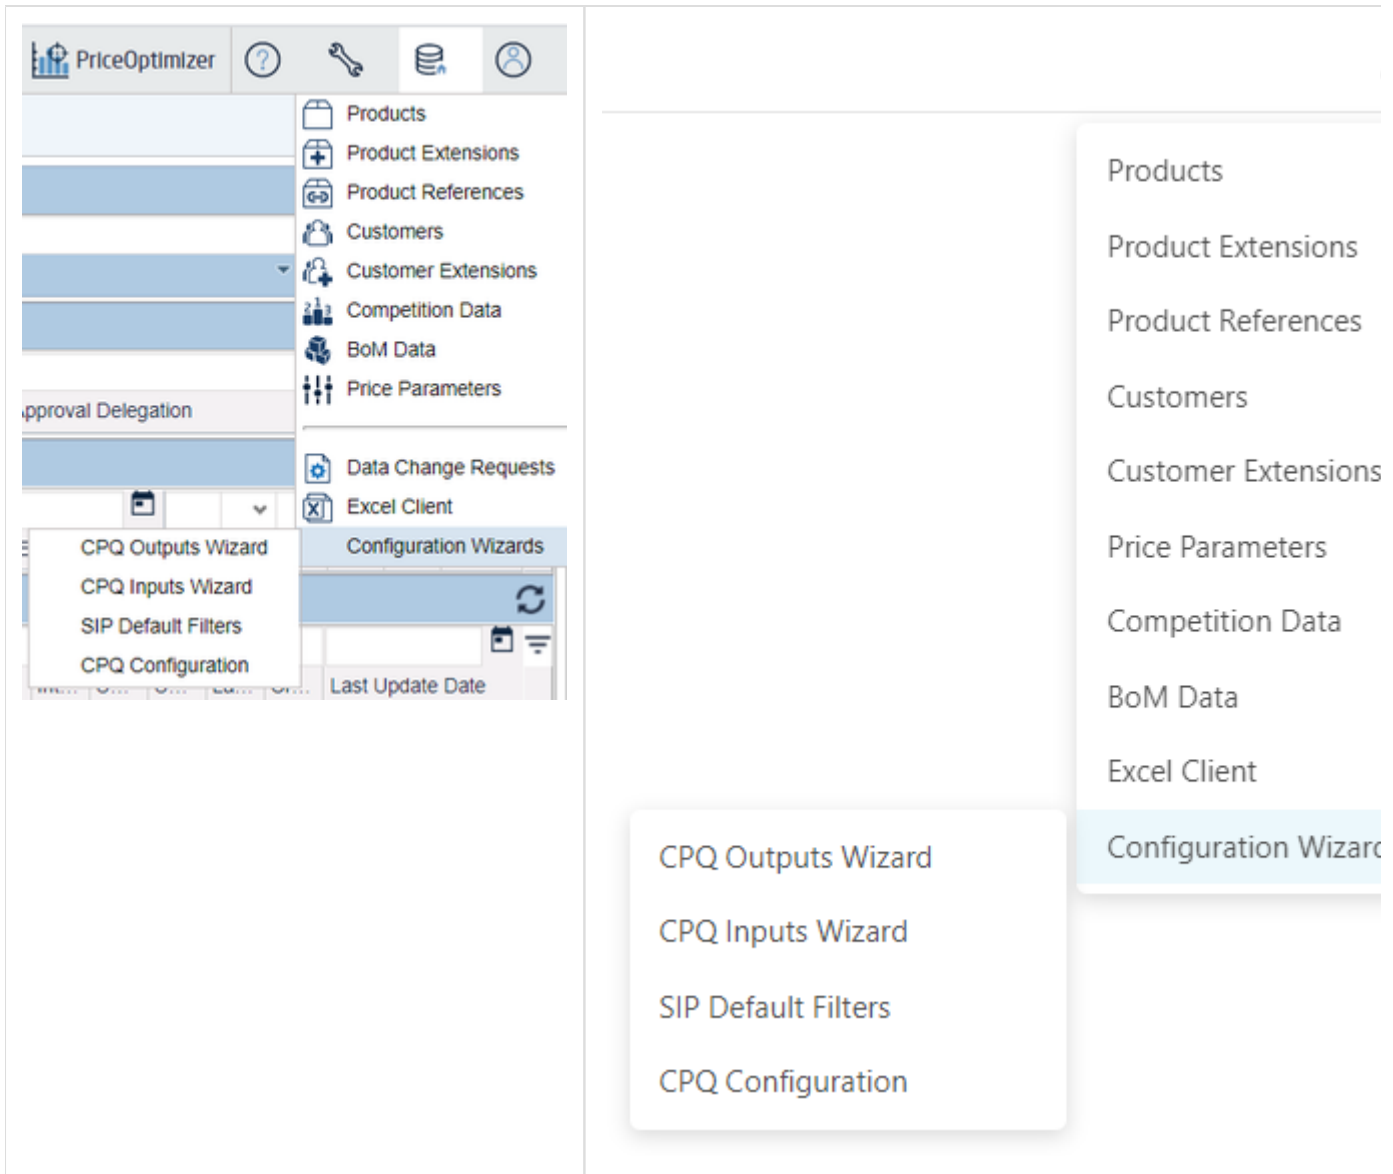 PriceOptimizer
Products
Product Extensions
Product References
Customers
Customer Extensions
Competition Data
BoM Data
Price Parameters
Approval Delegation
Data Change Requests
Excel Client
Configuration Wizards
CPQ Outputs Wizard
CPQ Inputs Wizard
SIP Default Filters
CPQ Configuration
Last Update Date
Products
Product Extensions
Product References
Customers
Customer Extensions
Price Parameters
Competition Data
BoM Data
Excel Client
Configuration Wizard
CPQ Outputs Wizard
CPQ Inputs Wizard
SIP Default Filters
CPQ Configuration